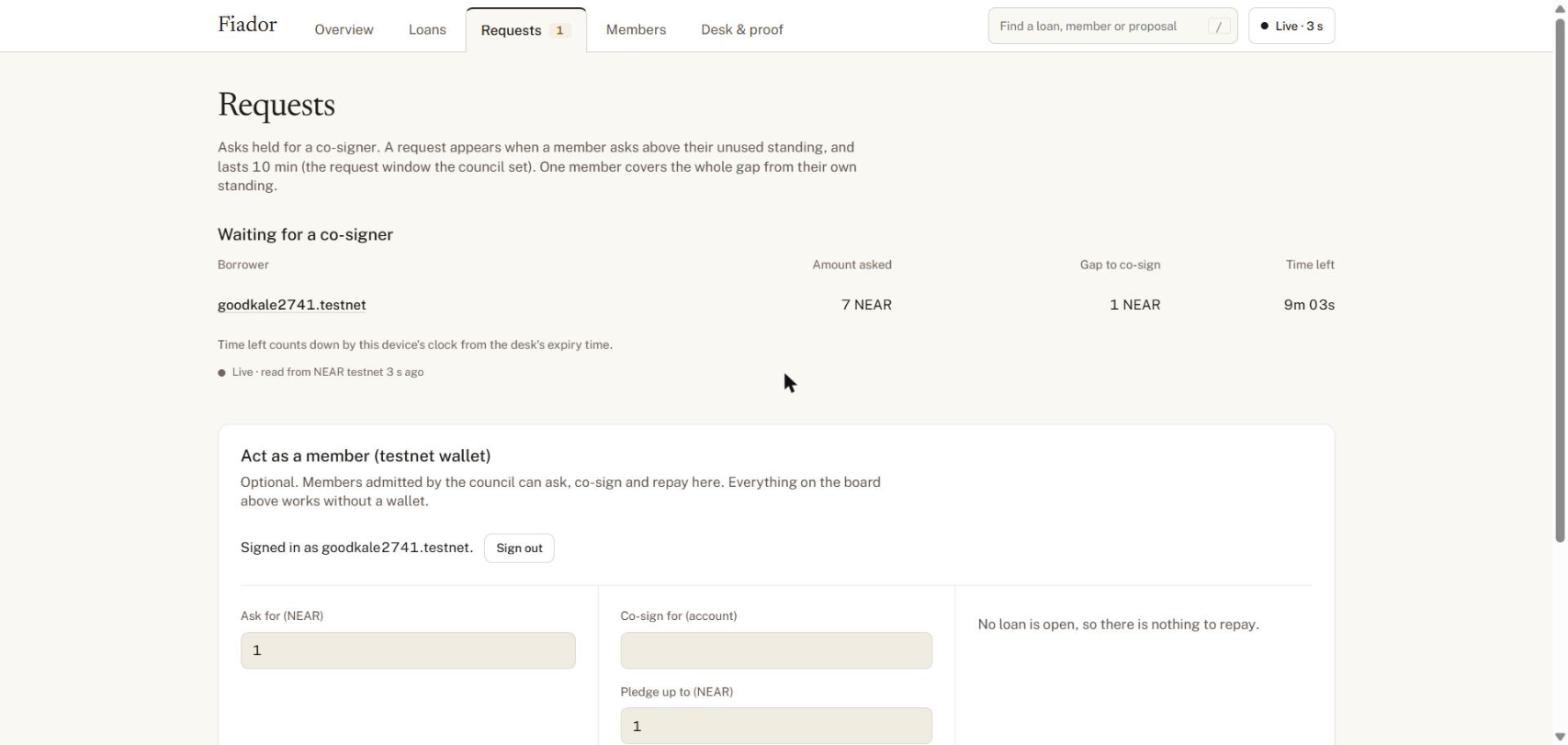 Fiador
Overview
Loans
Requests 1
Members
Desk & proof
Find a loan, member or proposal /
Live · 3 s
Requests
Asks held for a co-signer. A request appears when a member asks above their unused standing, and
lasts 10 min (the request window the council set). One member covers the whole gap from their own
standing.
Waiting for a co-signer
Borrower Amount asked Gap to co-sign Time left
goodkale2741.testnet 7 NEAR 1 NEAR 9m 03s
Time left counts down by this device's clock from the desk's expiry time.
Live · read from NEAR testnet 3 s ago
Act as a member (testnet wallet)
Optional. Members admitted by the council can ask, co-sign and repay here. Everything on the board
above works without a wallet.
Signed in as goodkale2741.testnet. Sign out
Ask for (NEAR)
1
Co-sign for (account)
Pledge up to (NEAR)
1
No loan is open, so there is nothing to repay.